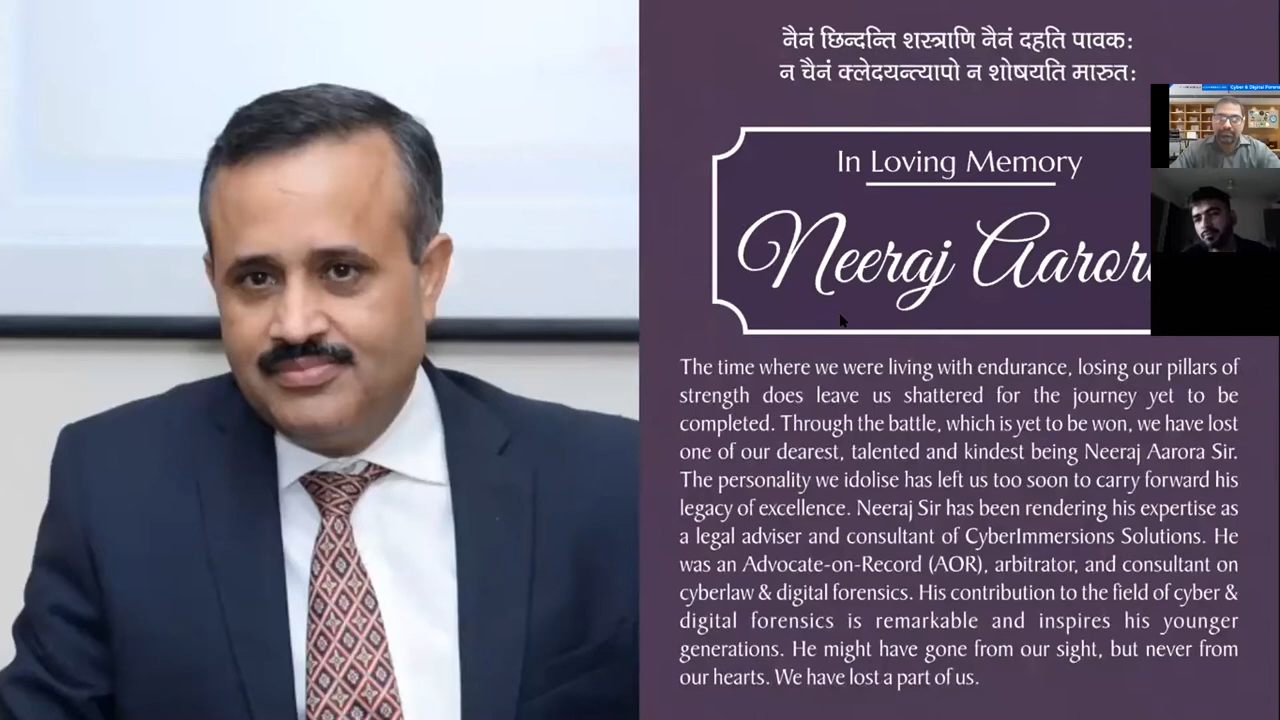 नैनं छिन्दन्ति शस्त्राणि नैनं दहति पावक:
न चैनं क्लेदयन्त्यापो न शोषयति मारुत:
Cyber & Digital Forensi
In Loving Memory
Neeraj Aarora
The time where we were living with endurance, losing our pillars of
strength does leave us shattered for the journey yet to be
completed. Through the battle, which is yet to be won, we have lost
one of our dearest, talented and kindest being Neeraj Aarora Sir.
The personality we idolise has left us too soon to carry forward his
legacy of excellence. Neeraj Sir has been rendering his expertise as
a legal adviser and consultant of CyberImmersions Solutions. He
was an Advocate-on-Record (AOR), arbitrator, and consultant on
cyberlaw & digital forensics. His contribution to the field of cyber &
digital forensics is remarkable and inspires his younger
generations. He might have gone from our sight, but never from
our hearts. We have lost a part of us.